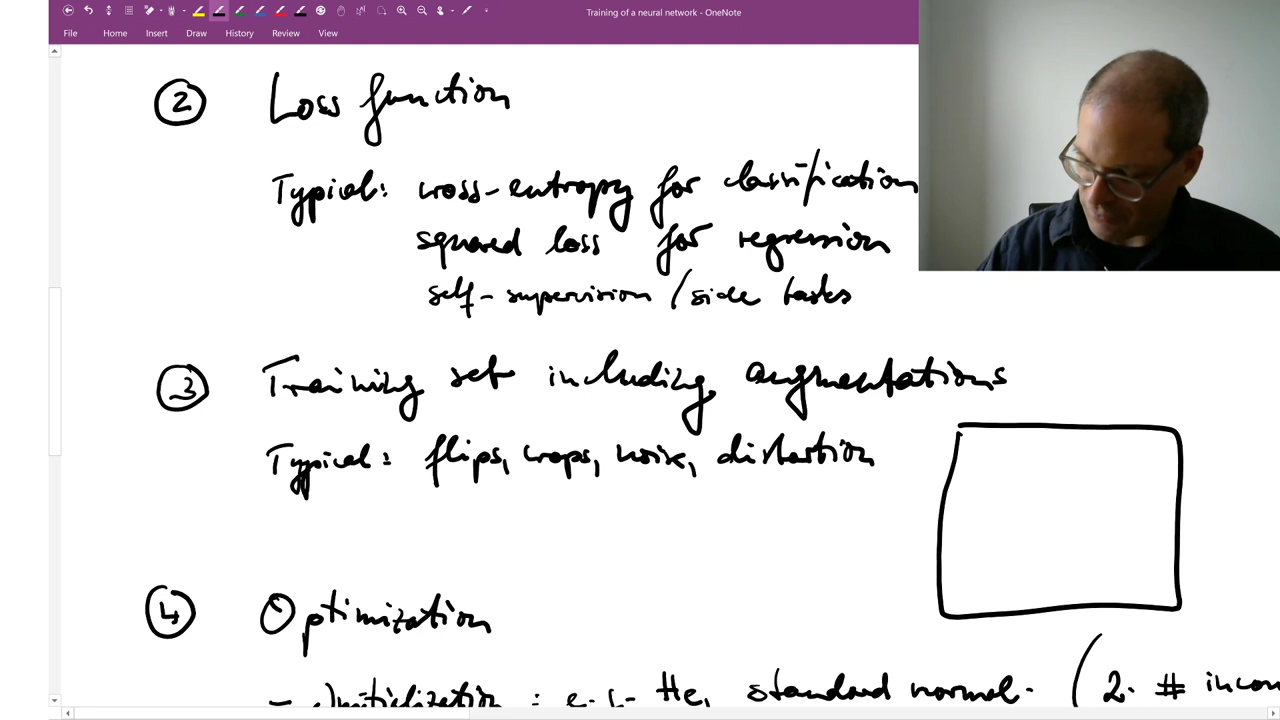 Training of a neural network - OneNote
File Home Insert Draw History Review View
2 Loss function
Typical: cross-entropy for classification
squared loss for regression
self-supervision / side tasks
3 Training set including augmentations
Typical: flips, crops, noise, distortion
4 Optimization
- Initialization: e.g. He, standard normal · ( 2 · # incom